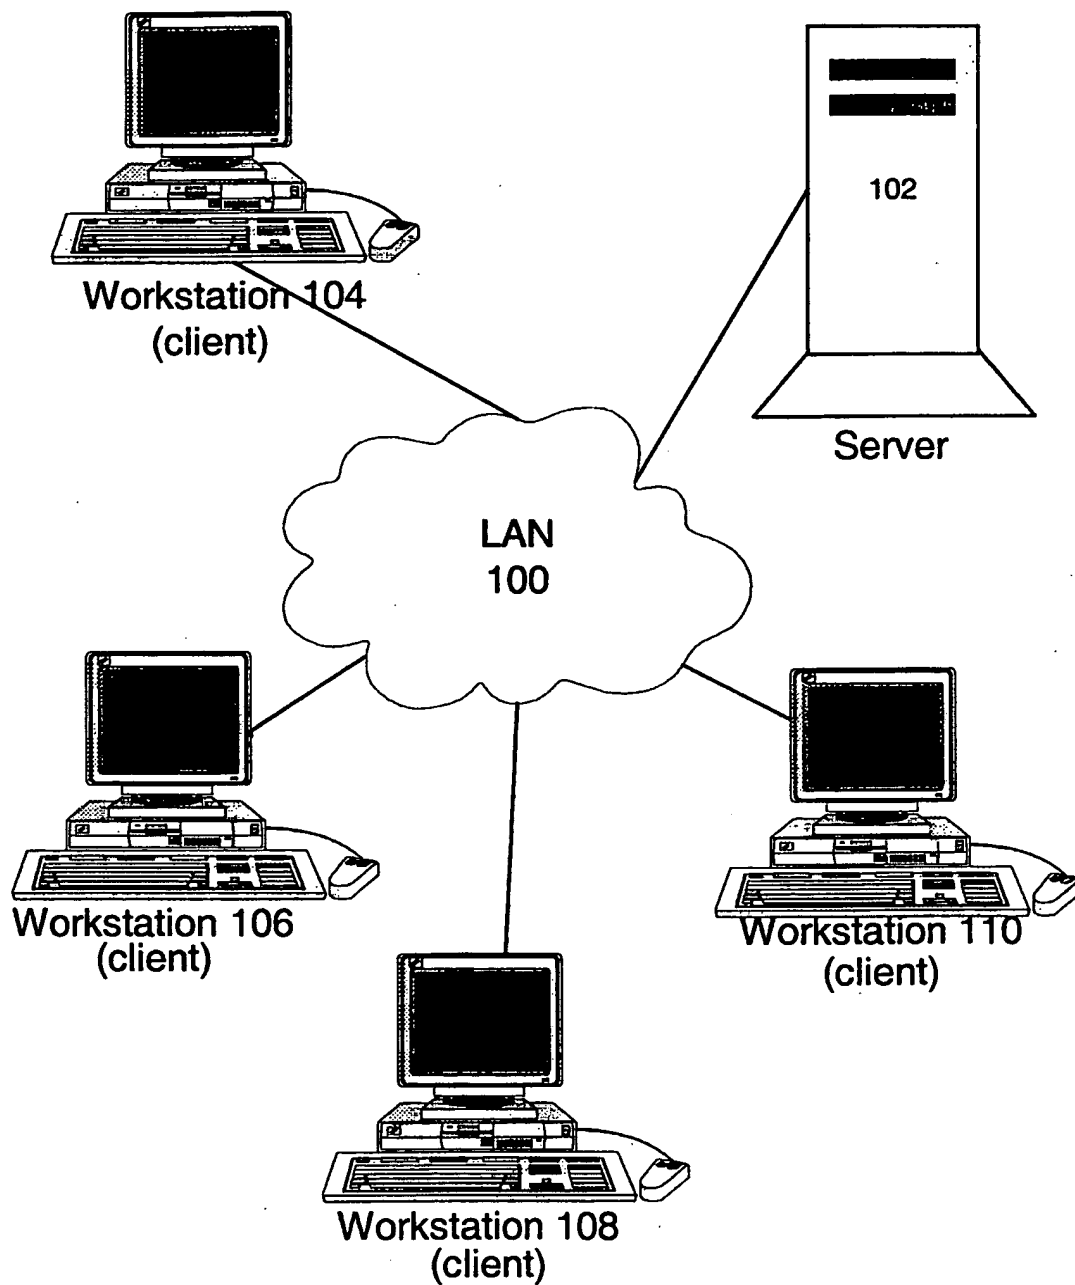 102
Workstation 104
(client)
Server
LAN
100
Workstation 106
(client)
Workstation 110
(client)
Workstation 108
(client)